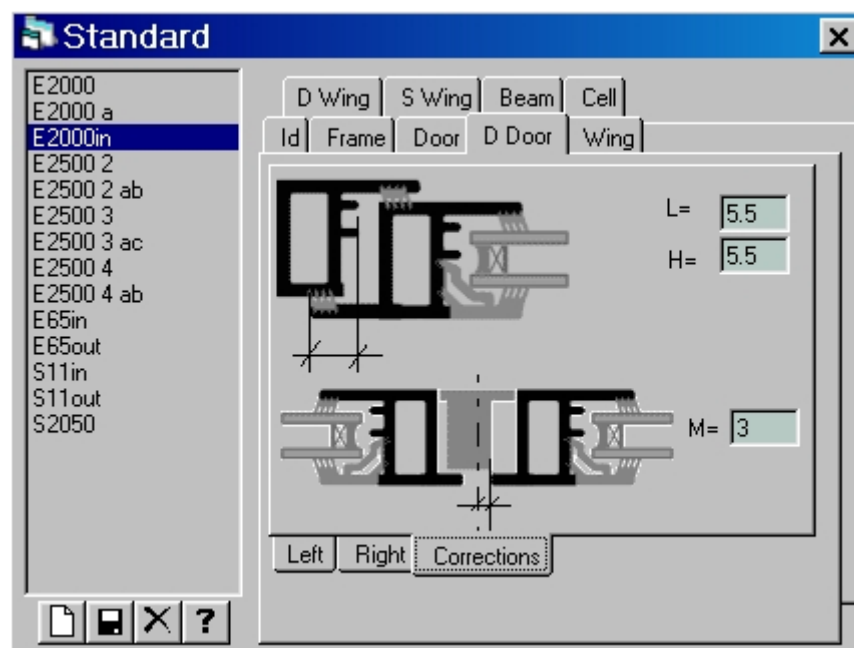 Standard
E2000
E2000 a
E2000in
E2500 2
E2500 2 ab
E2500 3
E2500 3 ac
E2500 4
E2500 4 ab
E65in
E65out
S11in
S11out
S2050
?
D Wing S Wing Beam Cell
Id Frame Door D Door Wing
L= 5.5
H= 5.5
M= 3
Left Right Corrections